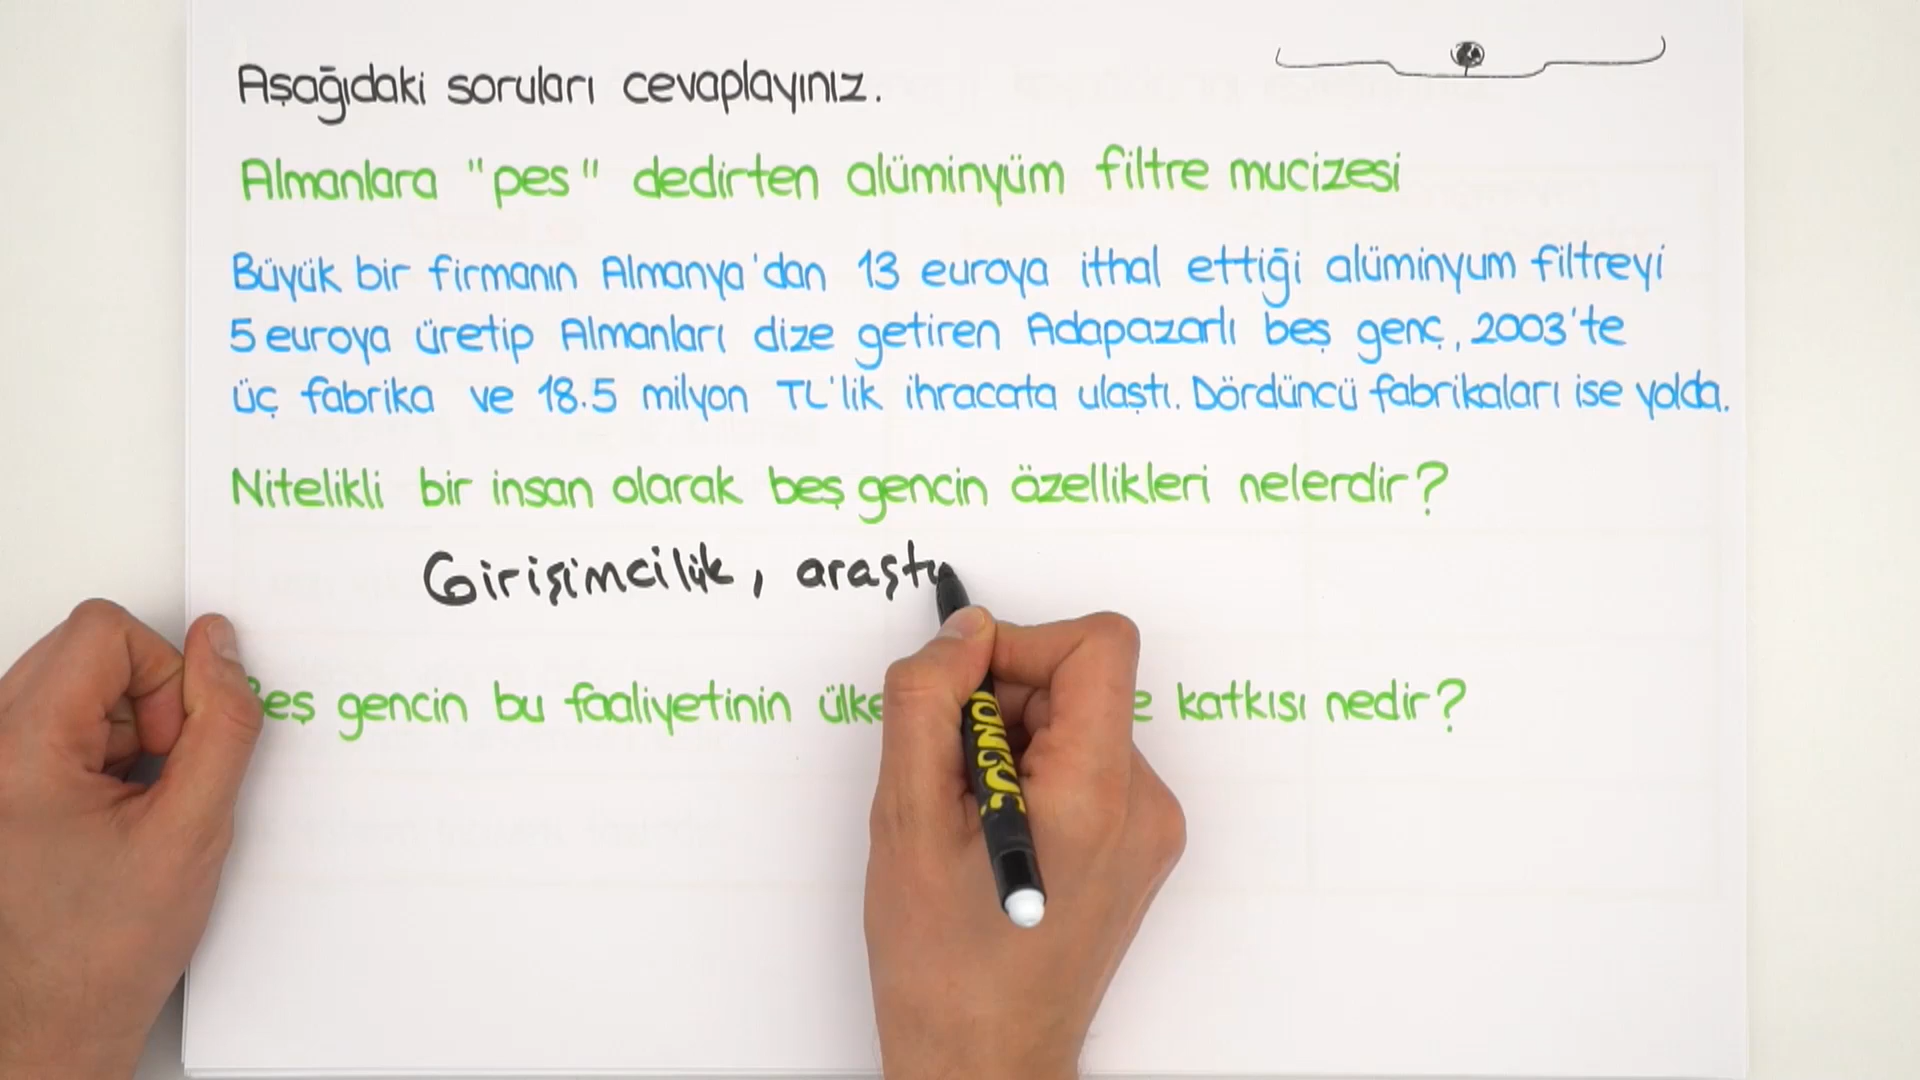 Aşağıdaki soruları cevaplayınız.
Almanlara "pes" dedirten alüminyüm filtre mucizesi
Büyük bir firmanın Almanya'dan 13 euroya ithal ettiği alüminyum filtreyi
5 euroya üretip Almanları dize getiren Adapazarlı beş genç, 2003'te
üç fabrika ve 18.5 milyon TL'lik ihracata ulaştı. Dördüncü fabrikaları ise yolda.
Nitelikli bir insan olarak beş gencin özellikleri nelerdir?
Girişimcilik, araştı
Beş gencin bu faaliyetinin ülke e katkısı nedir?
TONGUÇ